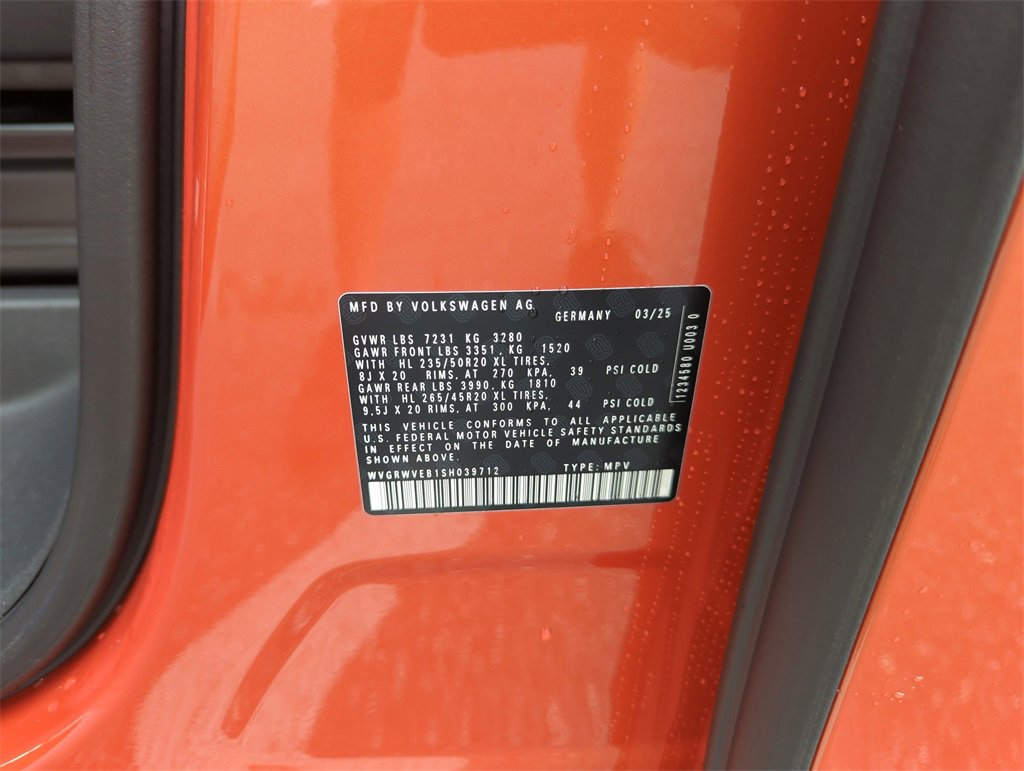 MFD BY VOLKSWAGEN AG
GERMANY 03/25
GVWR LBS 7231 KG 3280
GAWR FRONT LBS 3351, KG 1520
WITH HL 235/50R20 XL TIRES,
8J X 20 RIMS, AT 270 KPA, 39 PSI COLD
GAWR REAR LBS 3990, KG 1810
WITH HL 265/45R20 XL TIRES,
9,5J X 20 RIMS, AT 300 KPA, 44 PSI COLD
THIS VEHICLE CONFORMS TO ALL APPLICABLE
U.S. FEDERAL MOTOR VEHICLE SAFETY STANDARDS
IN EFFECT ON THE DATE OF MANUFACTURE
SHOWN ABOVE.
WVGRWVEB1SH039712 TYPE: MPV
1234580 U003 0